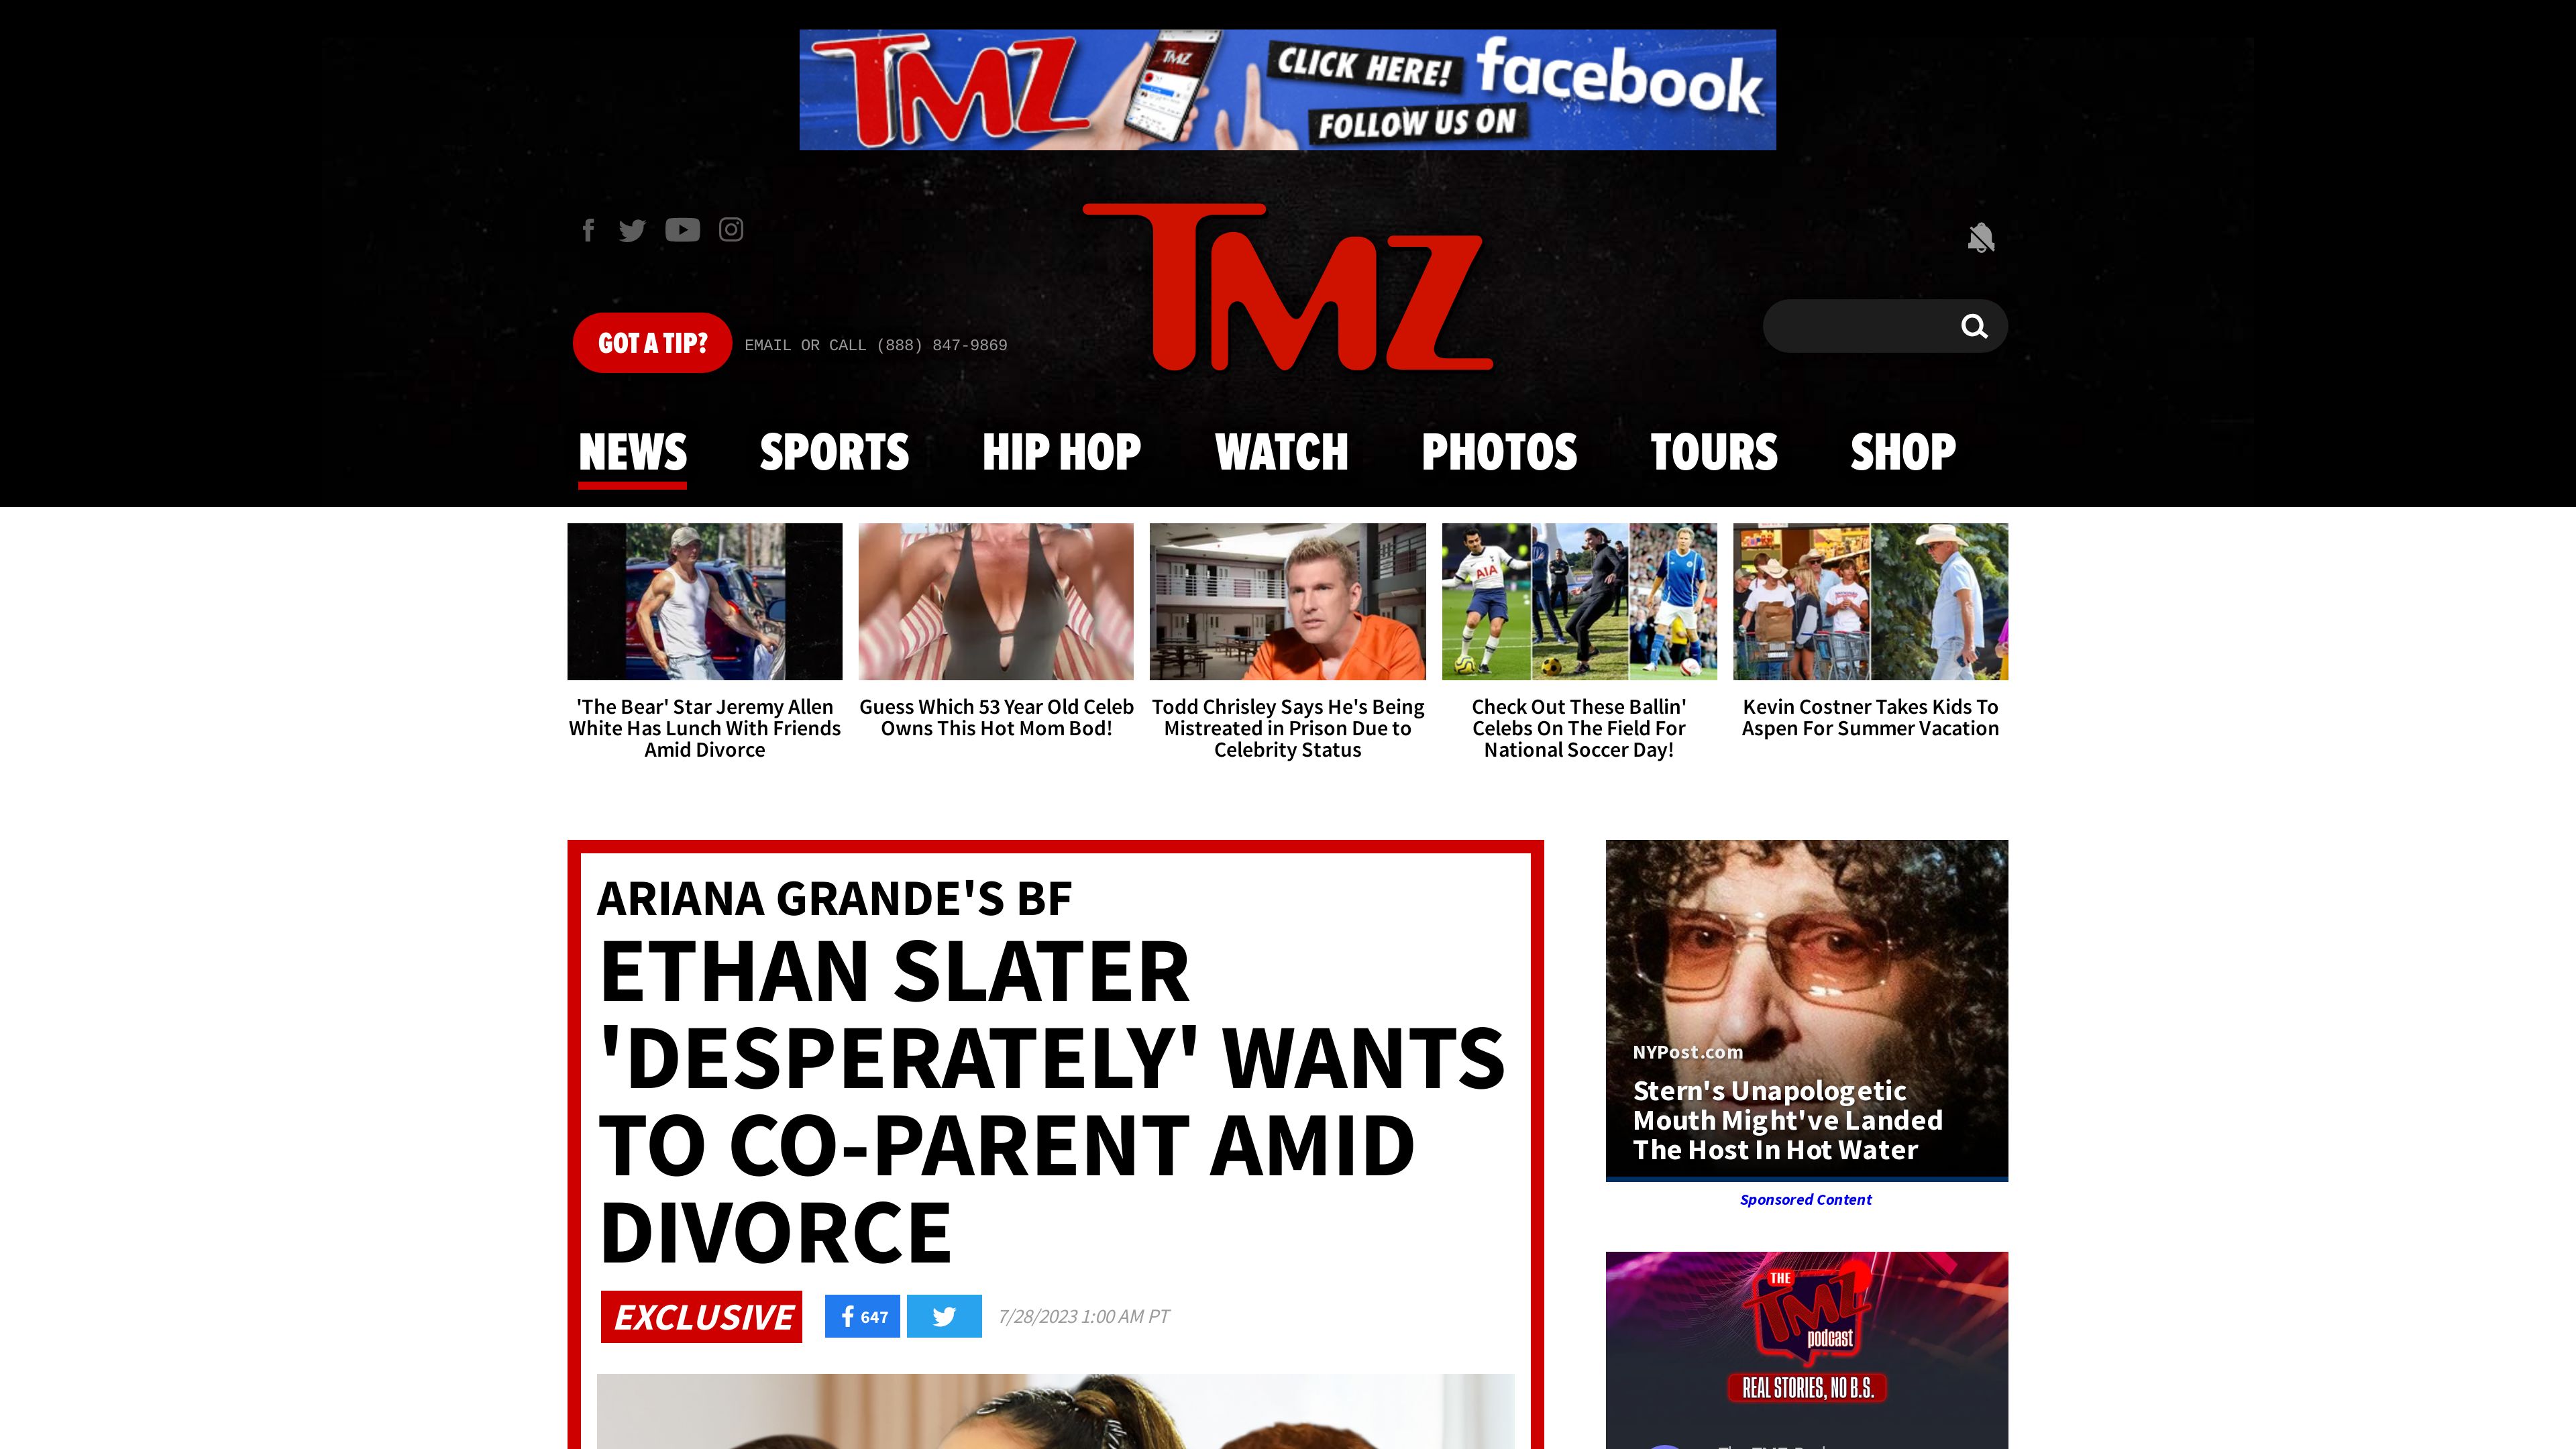 TMZ
TMZ
CLICK HERE!
FOLLOW US ON
facebook
TMZ
GOT A TIP?
EMAIL OR CALL (888) 847-9869
NEWS SPORTS HIP HOP WATCH PHOTOS TOURS SHOP
'The Bear' Star Jeremy Allen
White Has Lunch With Friends
Amid Divorce
Guess Which 53 Year Old Celeb
Owns This Hot Mom Bod!
Todd Chrisley Says He's Being
Mistreated in Prison Due to
Celebrity Status
AIA
Check Out These Ballin'
Celebs On The Field For
National Soccer Day!
Kevin Costner Takes Kids To
Aspen For Summer Vacation
ARIANA GRANDE'S BF
ETHAN SLATER
'DESPERATELY' WANTS
TO CO-PARENT AMID
DIVORCE
EXCLUSIVE
647
7/28/2023 1:00 AM PT
NYPost.com
Stern's Unapologetic
Mouth Might've Landed
The Host In Hot Water
Sponsored Content
THE
TMZ
podcast
REAL STORIES, NO B.S.